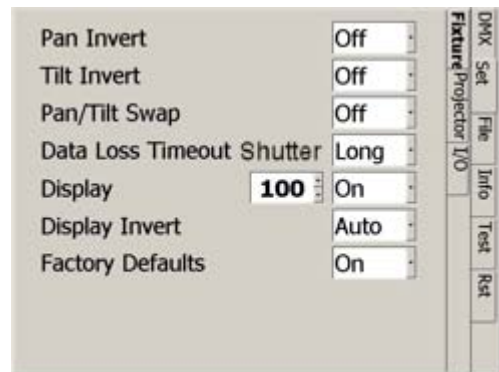 Pan Invert Off
Tilt Invert Off
Pan/Tilt Swap Off
Data Loss Timeout Shutter Long
Display 100 On
Display Invert Auto
Factory Defaults On
Fixture Projector I/O
DMX Set File Info Test Rst